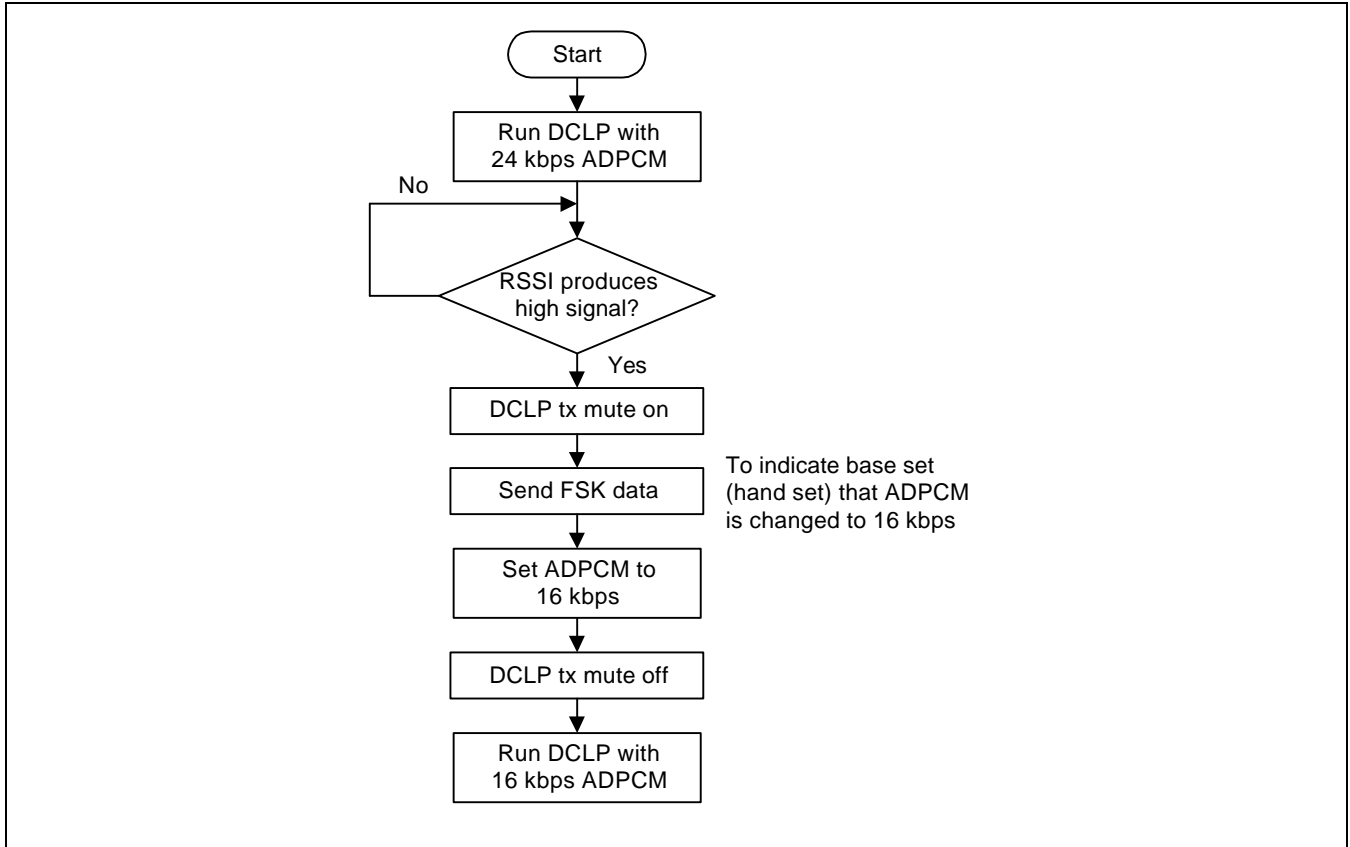 Start
Run DCLP with
24 kbps ADPCM
No
RSSI produces
high signal?
Yes
DCLP tx mute on
Send FSK data
To indicate base set
(hand set) that ADPCM
is changed to 16 kbps
Set ADPCM to
16 kbps
DCLP tx mute off
Run DCLP with
16 kbps ADPCM